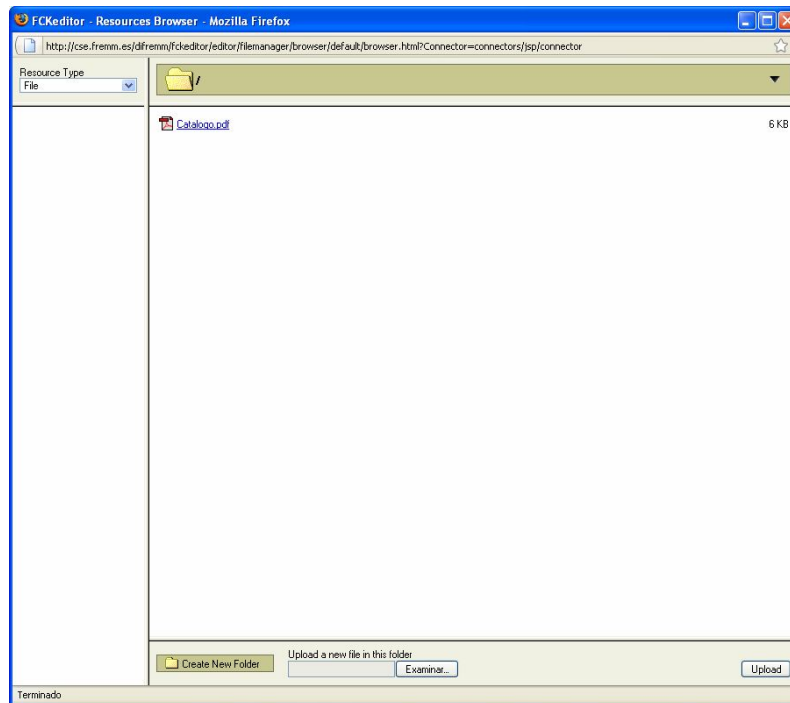 FCKeditor - Resources Browser - Mozilla Firefox
http://cse.fremm.es/difremm/fckeditor/editor/filemanager/browser/default/browser.html?Connector=connectors/jsp/connector
Resource Type
File
/
Catalogo.pdf 6 KB
Create New Folder
Upload a new file in this folder
Examinar...
Upload
Terminado